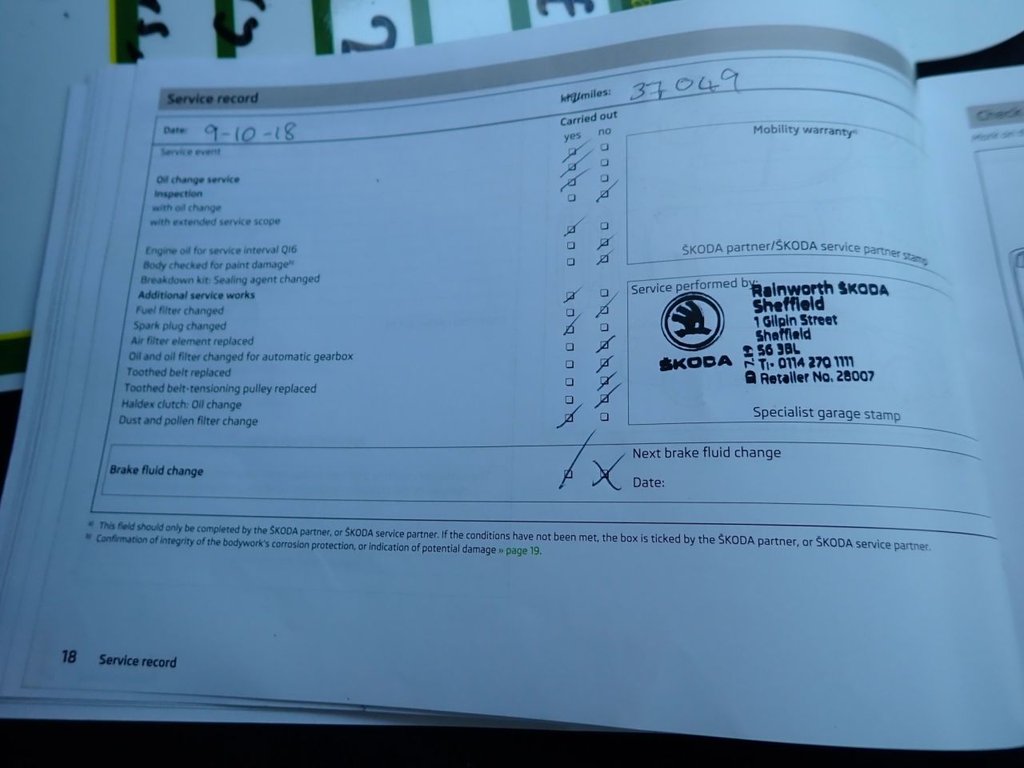 Service record
km/miles: 37049
Date: 9-10-18
Carried out
yes no
Service event
Mobility warranty
Oil change service
Inspection
with oil change
with extended service scope
ŠKODA partner/ŠKODA service partner stamp
Engine oil for service interval QI6
Body checked for paint damage
Breakdown kit: Sealing agent changed
Additional service works
Fuel filter changed
Spark plug changed
Air filter element replaced
Oil and oil filter changed for automatic gearbox
Toothed belt replaced
Toothed belt-tensioning pulley replaced
Haldex clutch: Oil change
Dust and pollen filter change
Service performed by:
Rainworth ŠKODA
Sheffield
1 Gilpin Street
Sheffield
S6 3BL
T: 0114 270 1111
Retailer No. 28007
ŠKODA
Specialist garage stamp
Brake fluid change
Next brake fluid change
Date:
a) This field should only be completed by the ŠKODA partner, or ŠKODA service partner. If the conditions have not been met, the box is ticked by the ŠKODA partner, or ŠKODA service partner.
b) Confirmation of integrity of the bodywork's corrosion protection, or indication of potential damage » page 19.
18 Service record
Check